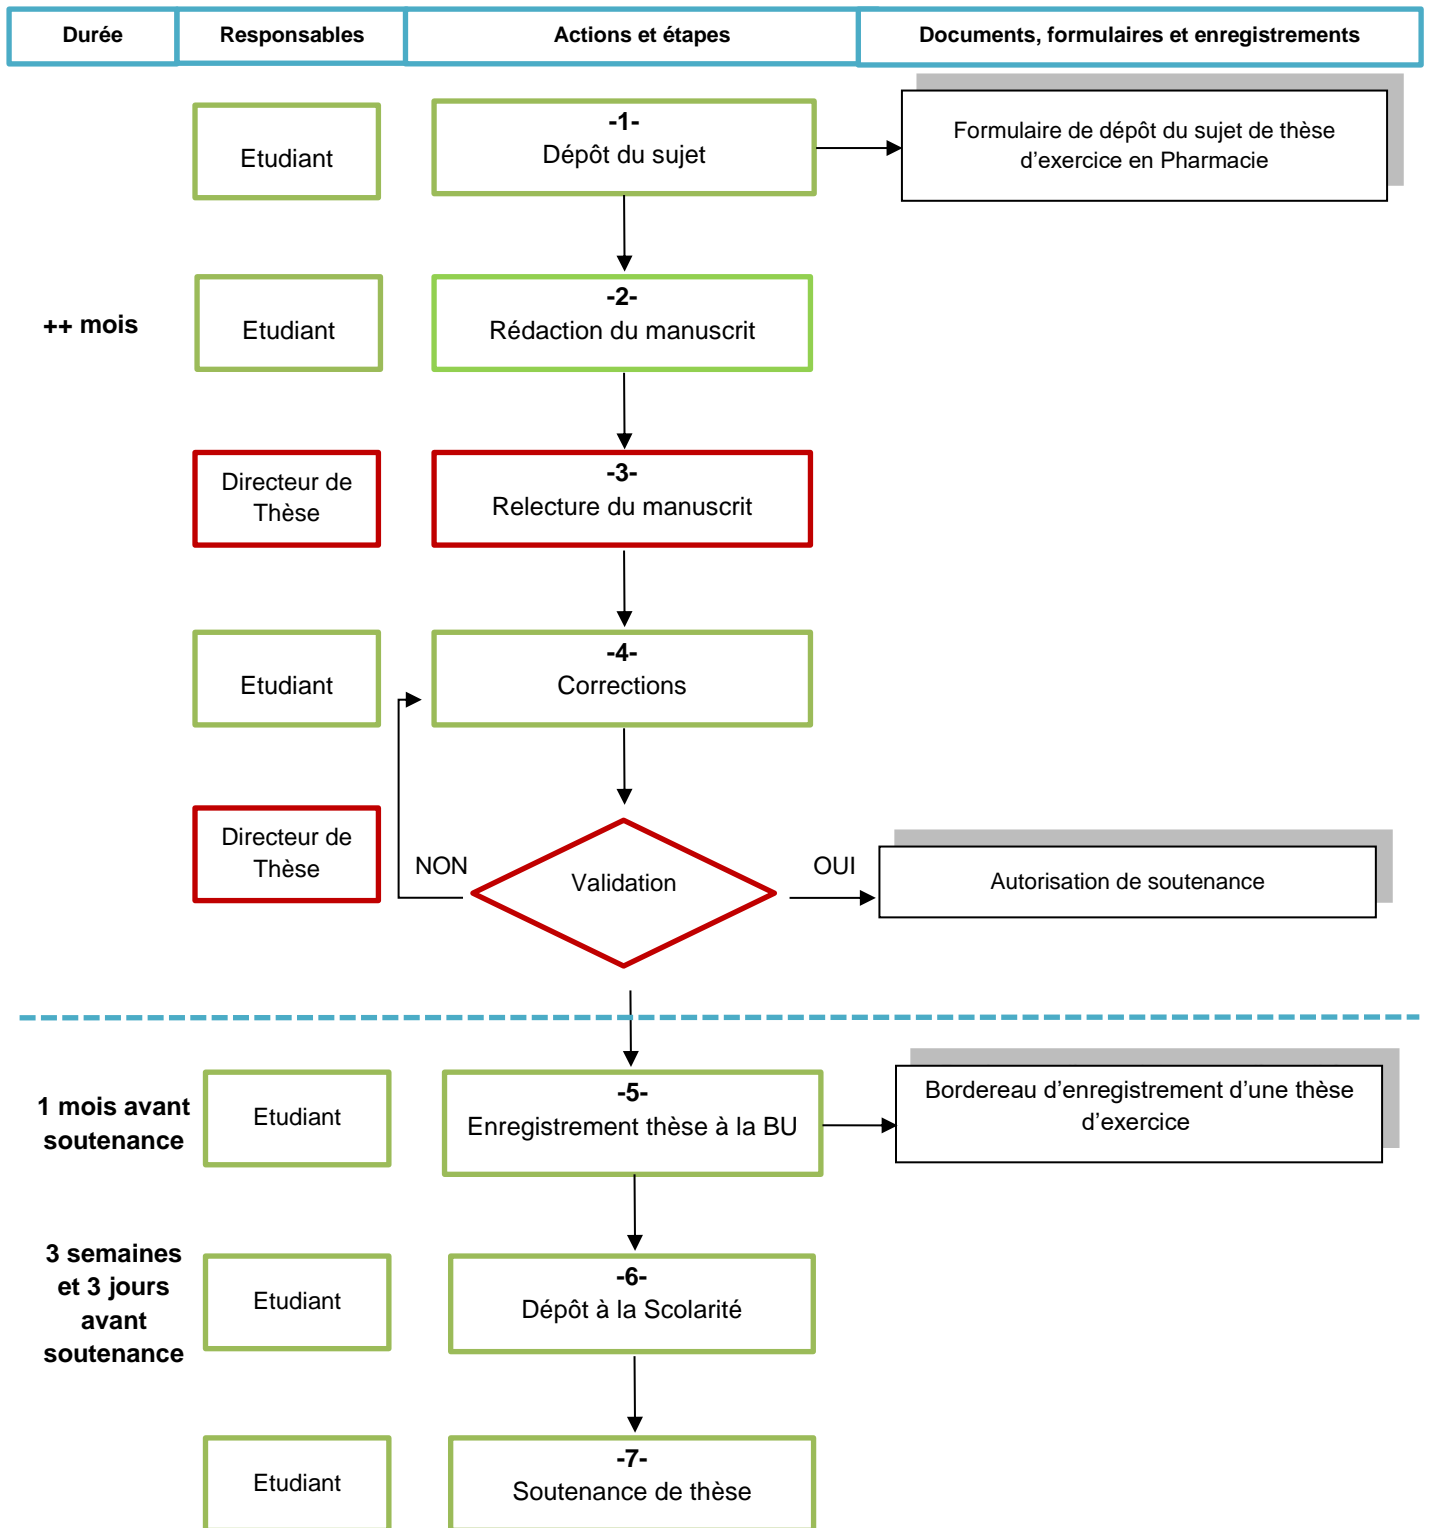 Durée
Responsables
Actions et étapes
Documents, formulaires et enregistrements
Etudiant
-1-
Dépôt du sujet
Formulaire de dépôt du sujet de thèse
d’exercice en Pharmacie
++ mois
Etudiant
-2-
Rédaction du manuscrit
Directeur de
Thèse
-3-
Relecture du manuscrit
Etudiant
-4-
Corrections
Directeur de
Thèse
NON
Validation
OUI
Autorisation de soutenance
1 mois avant
soutenance
Etudiant
-5-
Enregistrement thèse à la BU
Bordereau d’enregistrement d’une thèse
d’exercice
3 semaines
et 3 jours
avant
soutenance
Etudiant
-6-
Dépôt à la Scolarité
Etudiant
-7-
Soutenance de thèse